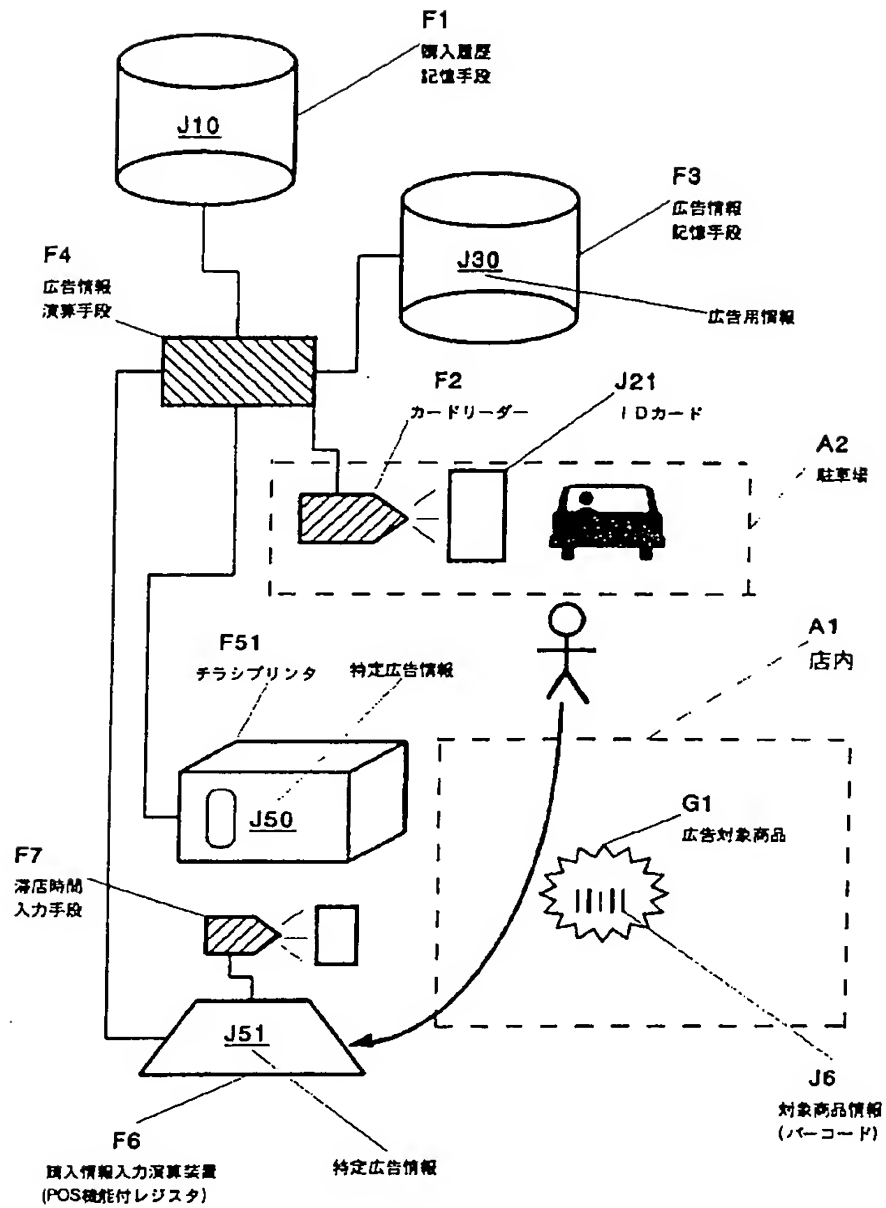 F1
購入履歴
記憶手段
J10
F3
広告情報
記憶手段
J30
広告用情報
F4
広告情報
演算手段
F2
カードリーダー
J21
IDカード
A2
駐車場
F51
チラシプリンタ
特定広告情報
A1
店内
J50
G1
広告対象商品
F7
滞店時間
入力手段
J51
J6
対象商品情報
(バーコード)
F6
購入情報入力演算装置
(POS機能付レジスタ)
特定広告情報